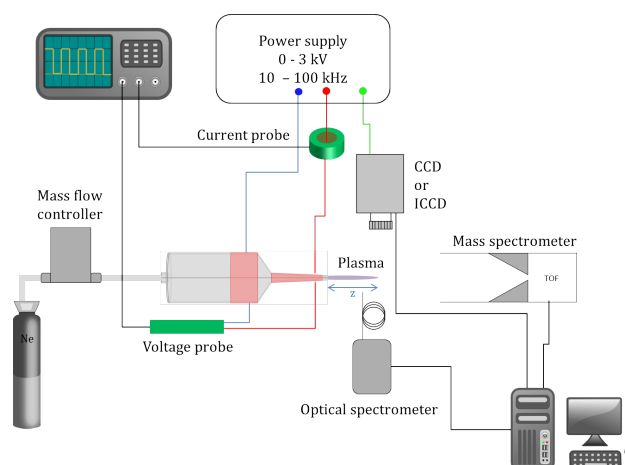 Power supply
0 - 3 kV
10 – 100 kHz
Current probe
CCD
or
ICCD
Mass flow
controller
Plasma
Mass spectrometer
TOF
z
Ne
Voltage probe
Optical spectrometer